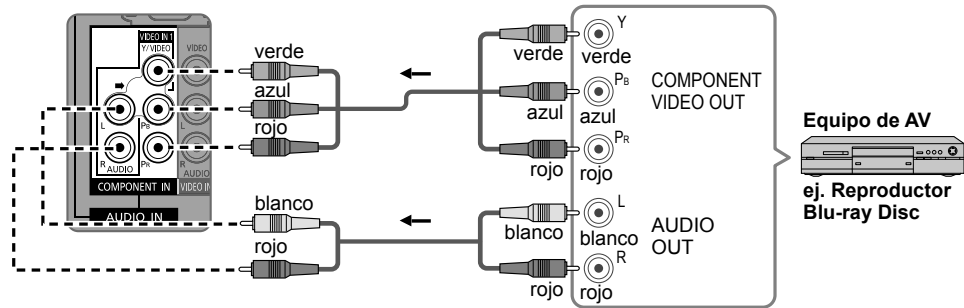 VIDEO IN 1
Y/VIDEO
VIDEO
L
PB
L
R
AUDIO
PR
R
AUDIO
COMPONENT IN
VIDEO IN
AUDIO IN
verde
azul
rojo
blanco
rojo
verde
azul
rojo
blanco
rojo
Y
verde
PB
azul
PR
rojo
COMPONENT
VIDEO OUT
L
blanco
R
rojo
AUDIO
OUT
Equipo de AV
ej. Reproductor
Blu-ray Disc